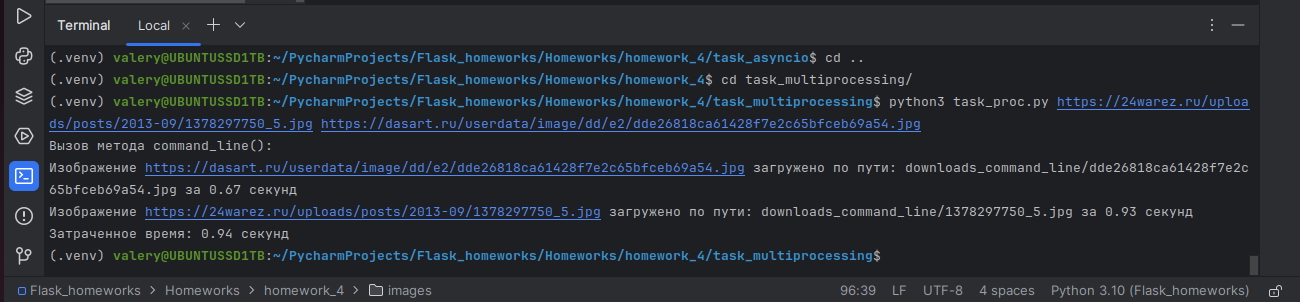 Terminal Local
(.venv) valery@UBUNTUSSD1TB:~/PycharmProjects/Flask_homeworks/Homeworks/homework_4/task_asyncio$ cd ..
(.venv) valery@UBUNTUSSD1TB:~/PycharmProjects/Flask_homeworks/Homeworks/homework_4$ cd task_multiprocessing/
(.venv) valery@UBUNTUSSD1TB:~/PycharmProjects/Flask_homeworks/Homeworks/homework_4/task_multiprocessing$ python3 task_proc.py https://24warez.ru/uploa
ds/posts/2013-09/1378297750_5.jpg https://dasart.ru/userdata/image/dd/e2/dde26818ca61428f7e2c65bfceb69a54.jpg
Вызов метода command_line():
Изображение https://dasart.ru/userdata/image/dd/e2/dde26818ca61428f7e2c65bfceb69a54.jpg загружено по пути: downloads_command_line/dde26818ca61428f7e2c
65bfceb69a54.jpg за 0.67 секунд
Изображение https://24warez.ru/uploads/posts/2013-09/1378297750_5.jpg загружено по пути: downloads_command_line/1378297750_5.jpg за 0.93 секунд
Затраченное время: 0.94 секунд
(.venv) valery@UBUNTUSSD1TB:~/PycharmProjects/Flask_homeworks/Homeworks/homework_4/task_multiprocessing$
Flask_homeworks > Homeworks > homework_4 > images 96:39 LF UTF-8 4 spaces Python 3.10 (Flask_homeworks)